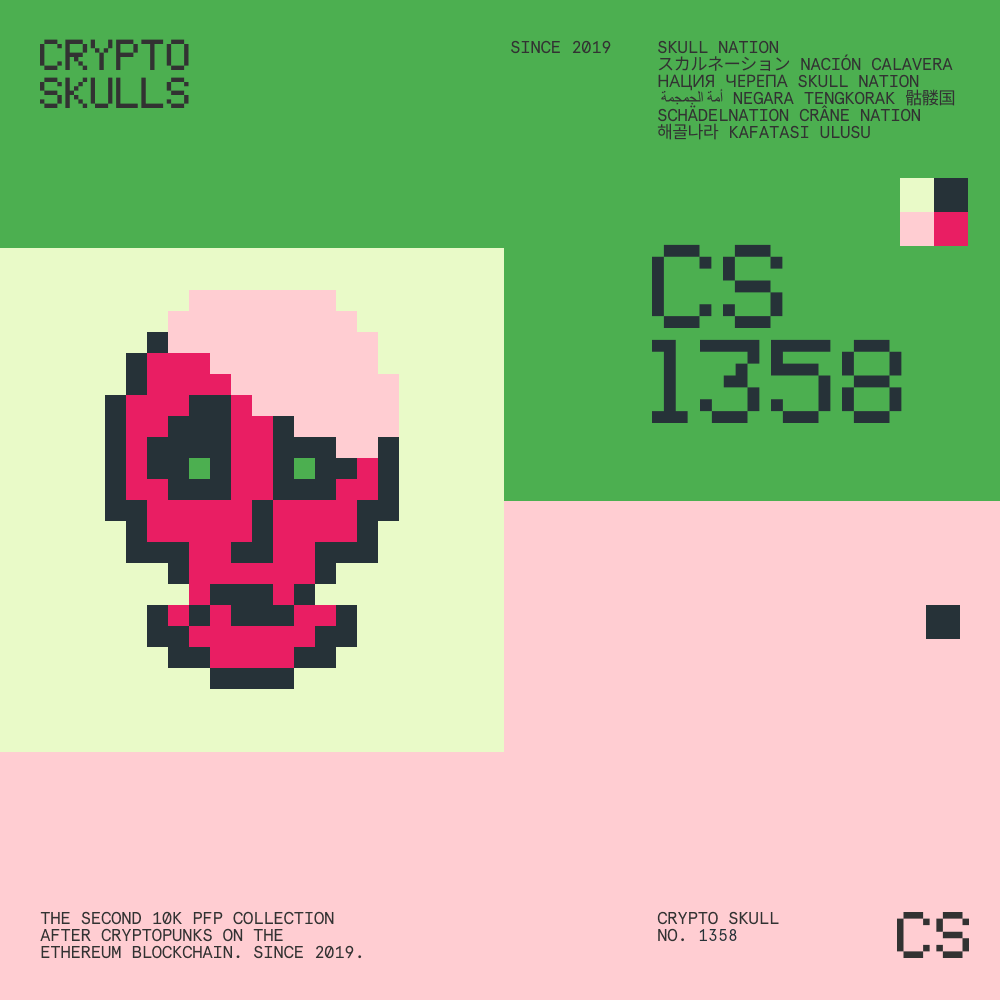 CRYPTO
SKULLS
SINCE 2019
SKULL NATION
スカルネーション NACIÓN CALAVERA
НАЦИЯ ЧЕРЕПА SKULL NATION
أمة الجمجمة NEGARA TENGKORAK 骷髅国
SCHÄDELNATION CRÂNE NATION
해골나라 KAFATASI ULUSU
CS
1358
THE SECOND 10K PFP COLLECTION
AFTER CRYPTOPUNKS ON THE
ETHEREUM BLOCKCHAIN. SINCE 2019.
CRYPTO SKULL
NO. 1358
CS